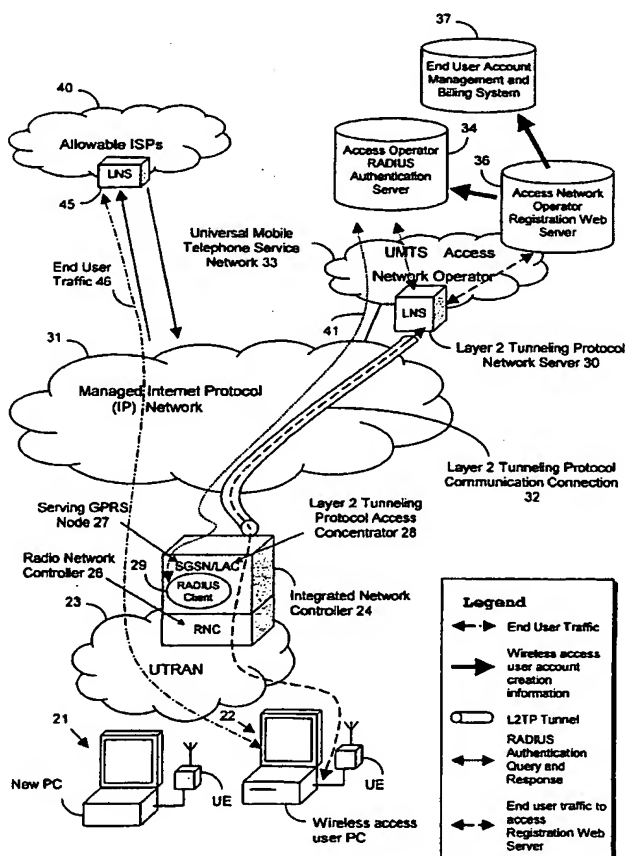 37
End User Account
Management and
Billing System
40
Allowable ISPs
LNS
45
34
Access Operator
RADIUS
Authentication
Server
36
Access Network
Operator
Registration Web
Server
Universal Mobile
Telephone Service
Network 33
UMTS Access
Network Operator
LNS
End User
Traffic 46
41
31
Layer 2 Tunneling Protocol
Network Server 30
Managed Internet Protocol
(IP) Network
Layer 2 Tunneling Protocol
Communication Connection
32
Serving GPRS
Node 27
Layer 2 Tunneling
Protocol Access
Concentrator 28
Radio Network
Controller 26
29
SGSN/LAC
RADIUS
Client
Integrated Network
Controller 24
RNC
23
UTRAN
21
22
New PC
UE
UE
Wireless access
user PC
Legend
End User Traffic
Wireless access
user account
creation
information
L2TP Tunnel
RADIUS
Authentication
Query and
Response
End user traffic to
access
Registration Web
Server